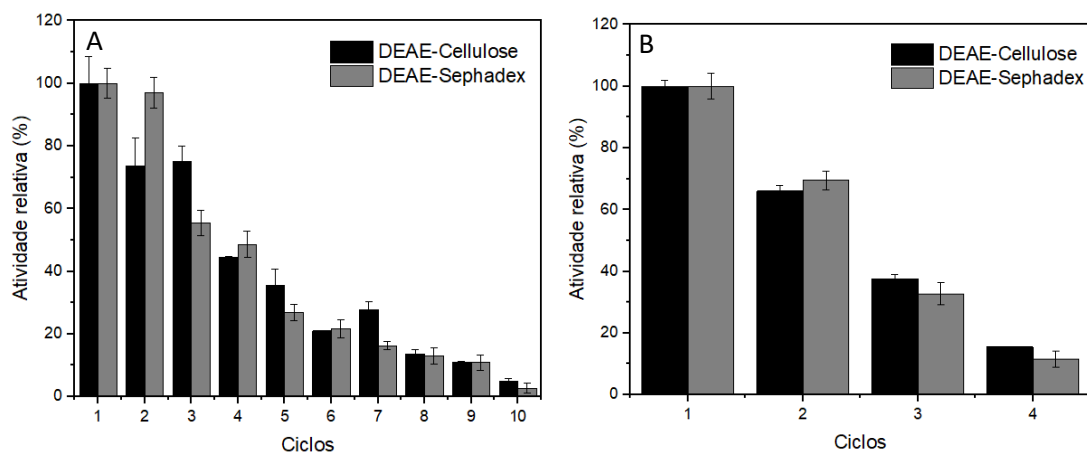 A
DEAE-Cellulose
DEAE-Sephadex
Atividade relativa (%)
120
100
80
60
40
20
0
1 2 3 4 5 6 7 8 9 10
Ciclos
B
DEAE-Cellulose
DEAE-Sephadex
Atividade relativa (%)
120
100
80
60
40
20
0
1 2 3 4
Ciclos